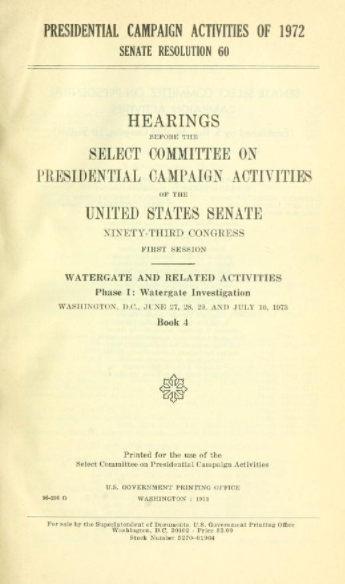 PRESIDENTIAL CAMPAIGN ACTIVITIES OF 1972
SENATE RESOLUTION 60
HEARINGS
BEFORE THE
SELECT COMMITTEE ON
PRESIDENTIAL CAMPAIGN ACTIVITIES
OF THE
UNITED STATES SENATE
NINETY-THIRD CONGRESS
FIRST SESSION
WATERGATE AND RELATED ACTIVITIES
Phase I: Watergate Investigation
WASHINGTON, D.C., JUNE 27, 28, 29, AND JULY 10, 1973
Book 4
Printed for the use of the
Select Committee on Presidential Campaign Activities
U.S. GOVERNMENT PRINTING OFFICE
O WASHINGTON : 1973
For sale by the Superintendent of Documents, U.S. Government Printing Office
Washington, D.C. 20402 - Price
Stock Number